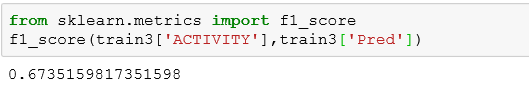 from sklearn.metrics import f1_score
f1_score(train3['ACTIVITY'],train3['Pred'])
0.6735159817351598